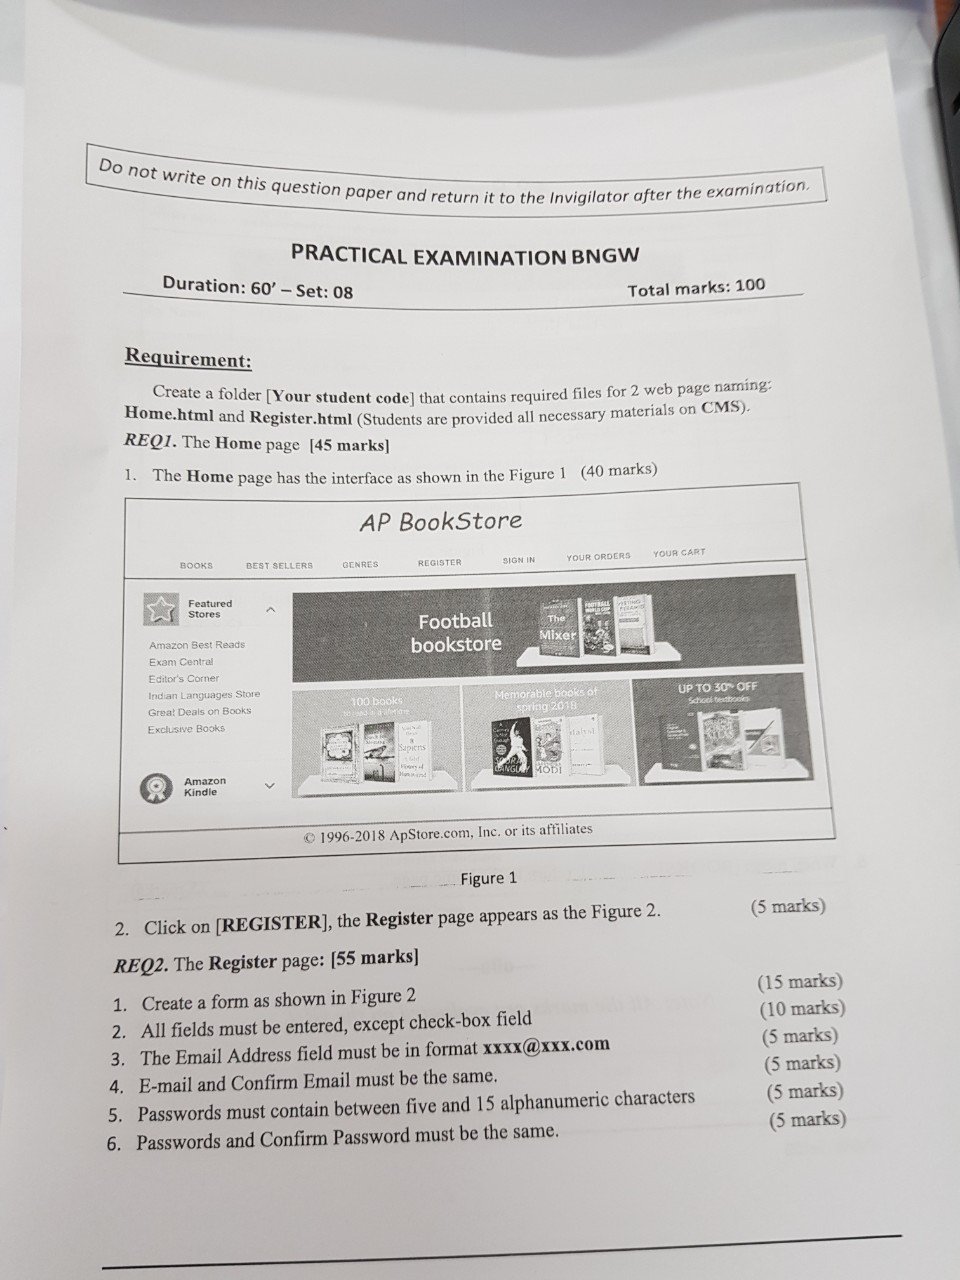 Do not write on this question paper and return it to the Invigilator after the examination.
PRACTICAL EXAMINATION BNGW
Duration: 60' – Set: 08 Total marks: 100
Requirement:
Create a folder [Your student code] that contains required files for 2 web page naming:
Home.html and Register.html (Students are provided all necessary materials on CMS).
REQ1. The Home page [45 marks]
1. The Home page has the interface as shown in the Figure 1 (40 marks)
AP BookStore
BOOKS BEST SELLERS GENRES REGISTER SIGN IN YOUR ORDERS YOUR CART
Featured
Stores
Amazon Best Reads
Exam Central
Editor's Corner
Indian Languages Store
Great Deals on Books
Exclusive Books
Amazon
Kindle
Football
bookstore
The
Mixer
FOOTBALL
100 books
Sapiens
Memorable books of
spring 2018
MODI
UP TO 30% OFF
School textbooks
© 1996-2018 ApStore.com, Inc. or its affiliates
Figure 1
2. Click on [REGISTER], the Register page appears as the Figure 2. (5 marks)
REQ2. The Register page: [55 marks]
1. Create a form as shown in Figure 2 (15 marks)
2. All fields must be entered, except check-box field (10 marks)
3. The Email Address field must be in format xxxx@xxx.com (5 marks)
4. E-mail and Confirm Email must be the same. (5 marks)
5. Passwords must contain between five and 15 alphanumeric characters (5 marks)
6. Passwords and Confirm Password must be the same. (5 marks)